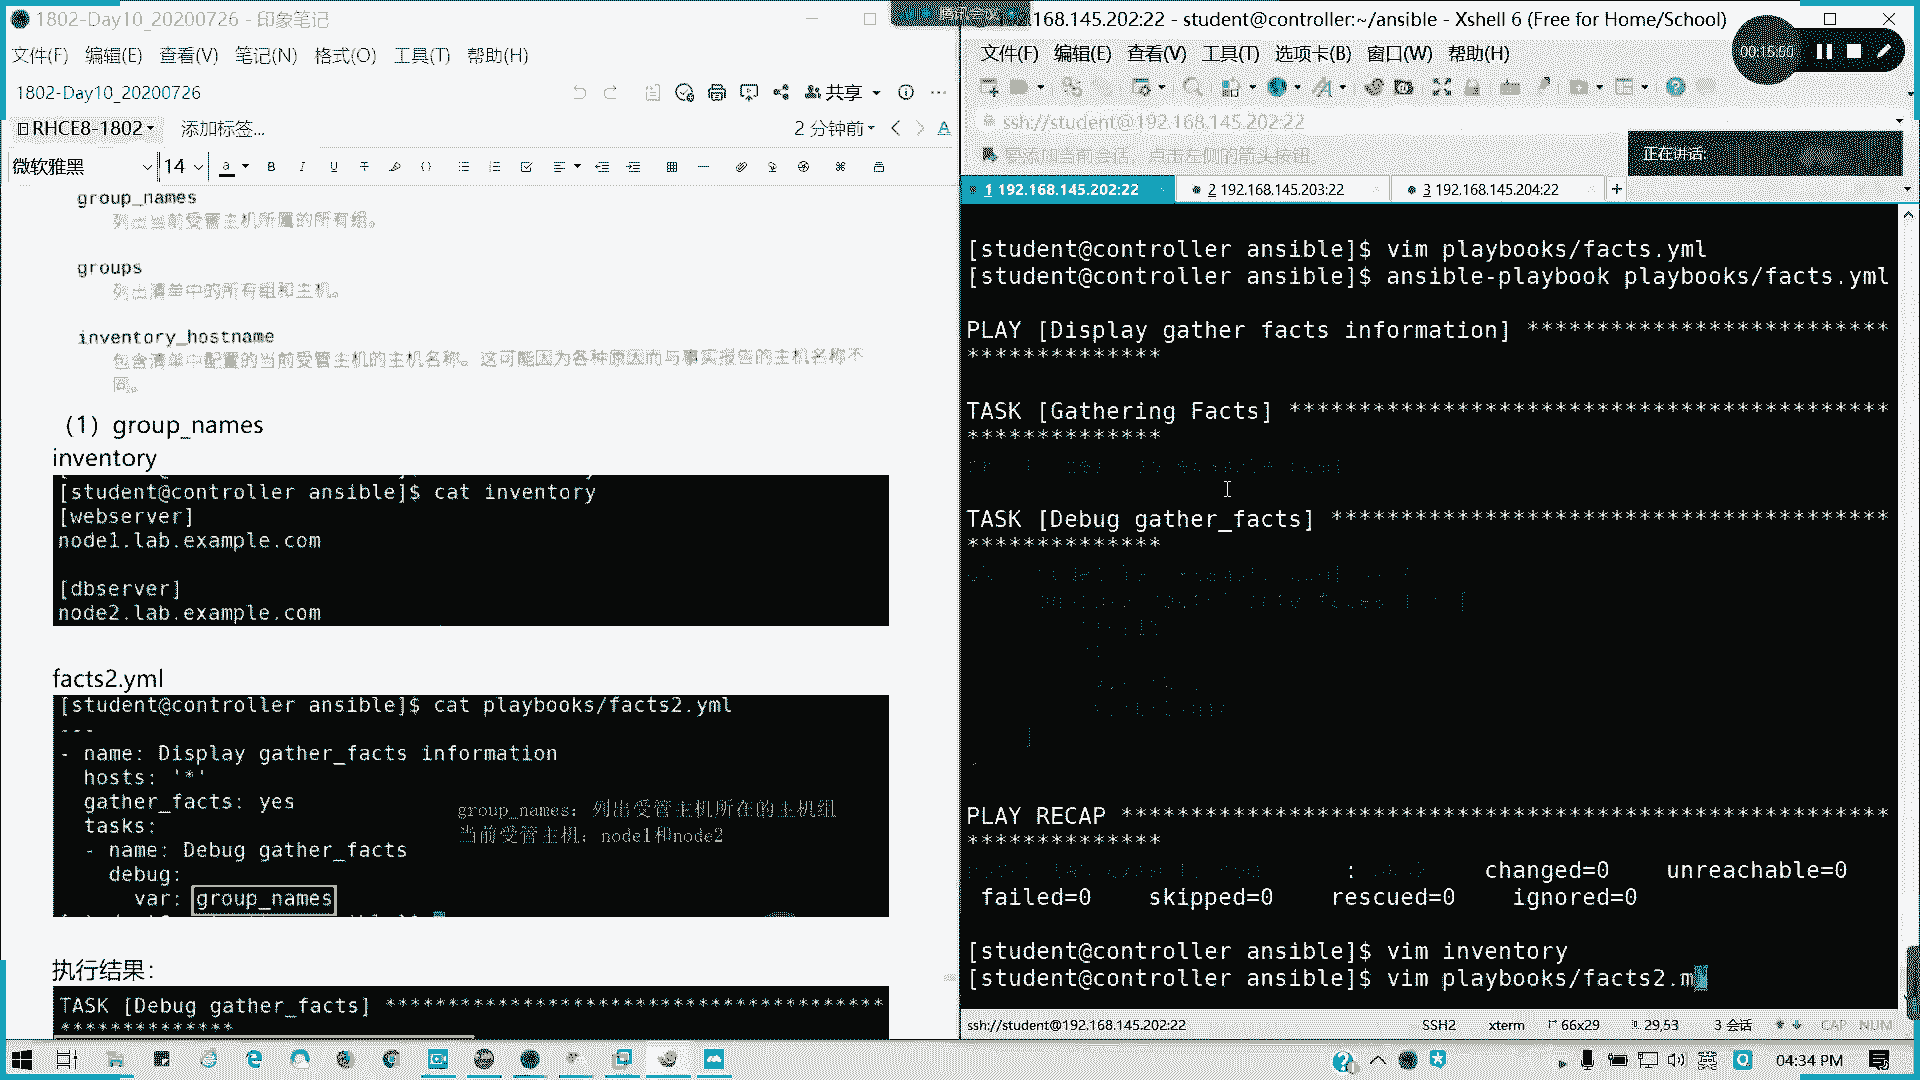 1802-Day10_20200726 - 印象笔记
文件(F) 编辑(E) 查看(V) 笔记(N) 格式(O) 工具(T) 帮助(H)
1802-Day10_20200726
共享
RHCE8-1802
添加标签...
2 分钟前
微软雅黑
14
group_names
列出当前受管主机所属的所有组。
groups
列出清单中的所有组和主机。
inventory_hostname
包含清单中配置的当前受管主机的主机名称。这可能因为各种原因而与事实报告的主机名称不
同。
（1）group_names
inventory
[student@controller ansible]$ cat inventory
[webserver]
node1.lab.example.com
[dbserver]
node2.lab.example.com
facts2.yml
[student@controller ansible]$ cat playbooks/facts2.yml
---
- name: Display gather_facts information
hosts: '*'
gather_facts: yes
tasks:
- name: Debug gather_facts
debug:
var: group_names
group_names：列出受管主机所在的主机组
当前受管主机：node1和node2
执行结果：
TASK [Debug gather_facts] ****************************************
**************
168.145.202:22 - student@controller:~/ansible - Xshell 6 (Free for Home/School)
00:15:50
文件(F) 编辑(E) 查看(V) 工具(T) 选项卡(B) 窗口(W) 帮助(H)
ssh://student@192.168.145.202:22
要添加当前会话，点击左侧的箭头按钮
正在讲话:
1 192.168.145.202:22
2 192.168.145.203:22
3 192.168.145.204:22
[student@controller ansible]$ vim playbooks/facts.yml
[student@controller ansible]$ ansible-playbook playbooks/facts.yml
PLAY [Display gather facts information] **************************
**************
TASK [Gathering Facts] *******************************************
**************
TASK [Debug gather_facts] ****************************************
**************
PLAY RECAP *******************************************************
**************
: changed=0 unreachable=0
failed=0 skipped=0 rescued=0 ignored=0
[student@controller ansible]$ vim inventory
[student@controller ansible]$ vim playbooks/facts2.m
ssh://student@192.168.145.202:22
SSH2
xterm
66x29
29,53
3 会话
CAP NUM
英
04:34 PM